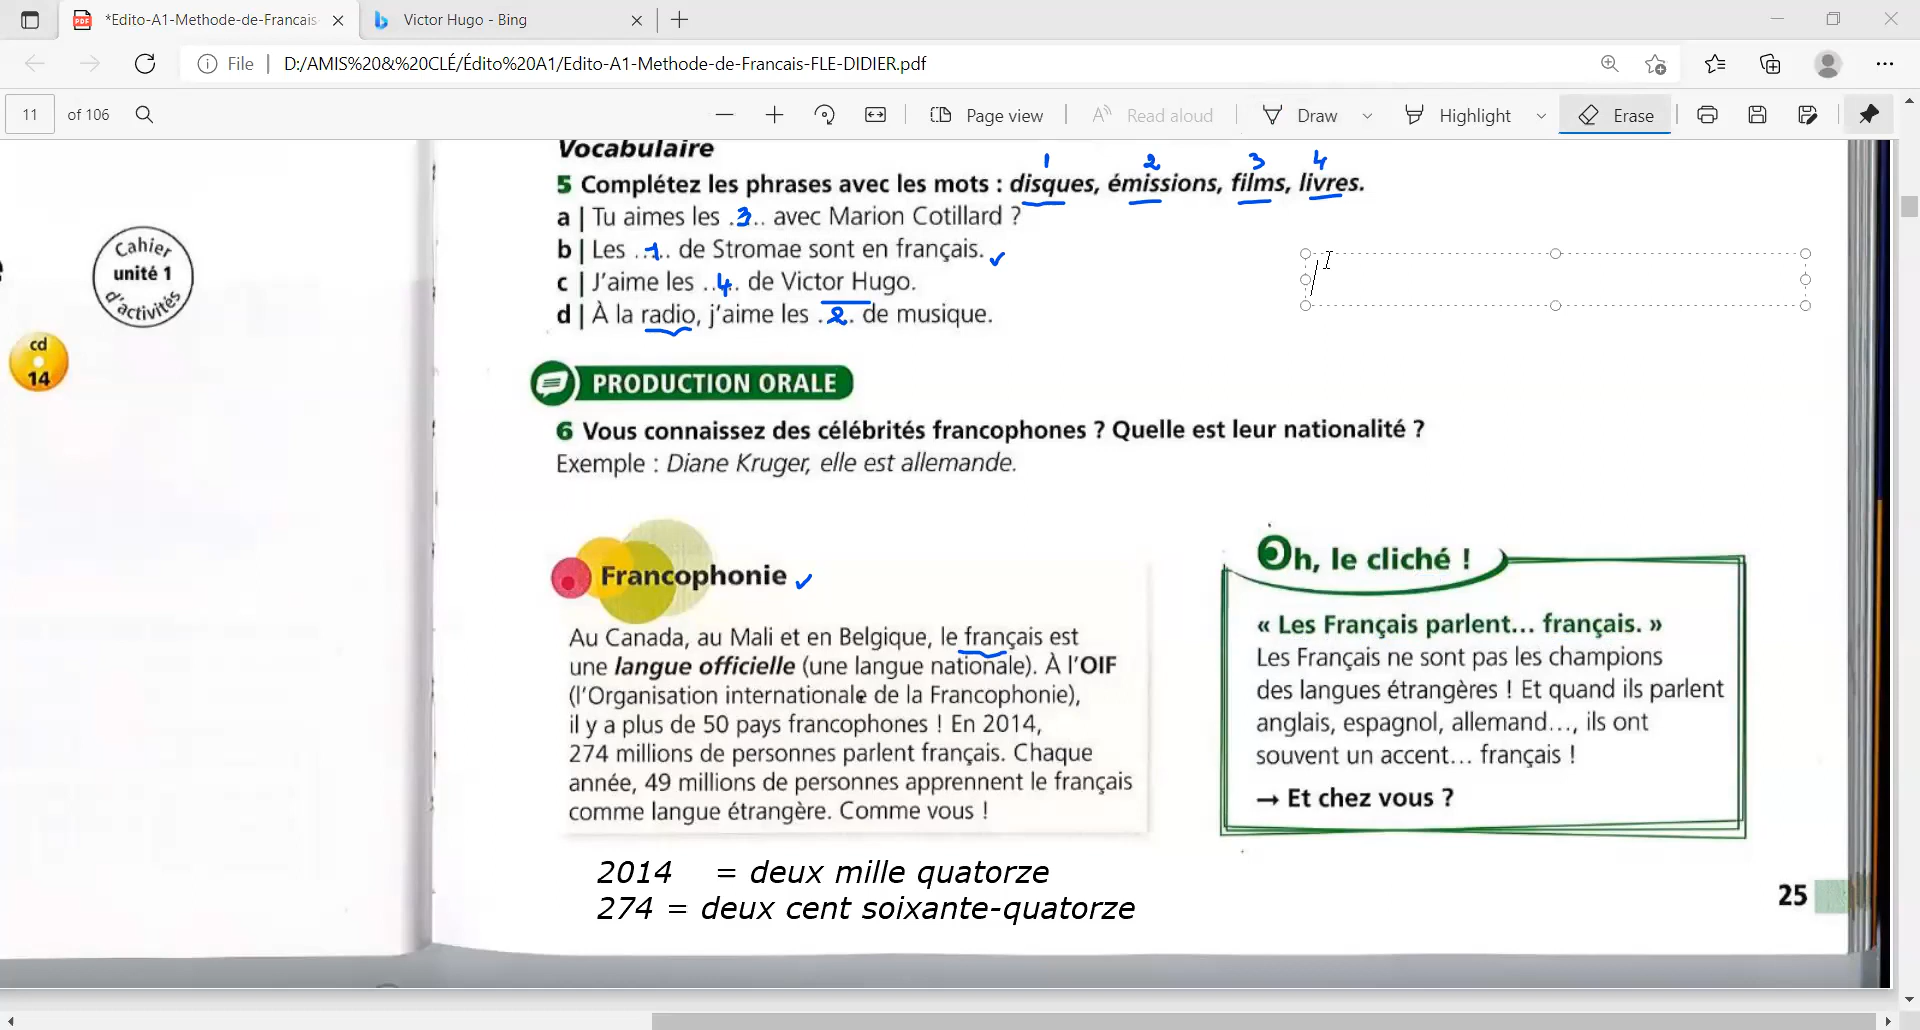 *Edito-A1-Methode-de-Francais
Victor Hugo - Bing
File
D:/AMIS%20&%20CLÉ/Édito%20A1/Edito-A1-Methode-de-Francais-FLE-DIDIER.pdf
11 of 106
Page view
Read aloud
Draw
Highlight
Erase
Vocabulaire
1 2 3 4
5 Complétez les phrases avec les mots : disques, émissions, films, livres.
a | Tu aimes les .3.. avec Marion Cotillard ?
b | Les ..1.. de Stromae sont en français.
c | J'aime les ..4.. de Victor Hugo.
d | À la radio, j'aime les .2.. de musique.
Cahier
unité 1
d'activités
cd
14
PRODUCTION ORALE
6 Vous connaissez des célébrités francophones ? Quelle est leur nationalité ?
Exemple : Diane Kruger, elle est allemande.
Francophonie
Au Canada, au Mali et en Belgique, le français est
une langue officielle (une langue nationale). À l'OIF
(l'Organisation internationale de la Francophonie),
il y a plus de 50 pays francophones ! En 2014,
274 millions de personnes parlent français. Chaque
année, 49 millions de personnes apprennent le français
comme langue étrangère. Comme vous !
Oh, le cliché !
« Les Français parlent... français. »
Les Français ne sont pas les champions
des langues étrangères ! Et quand ils parlent
anglais, espagnol, allemand..., ils ont
souvent un accent... français !
→ Et chez vous ?
2014 = deux mille quatorze
274 = deux cent soixante-quatorze
25